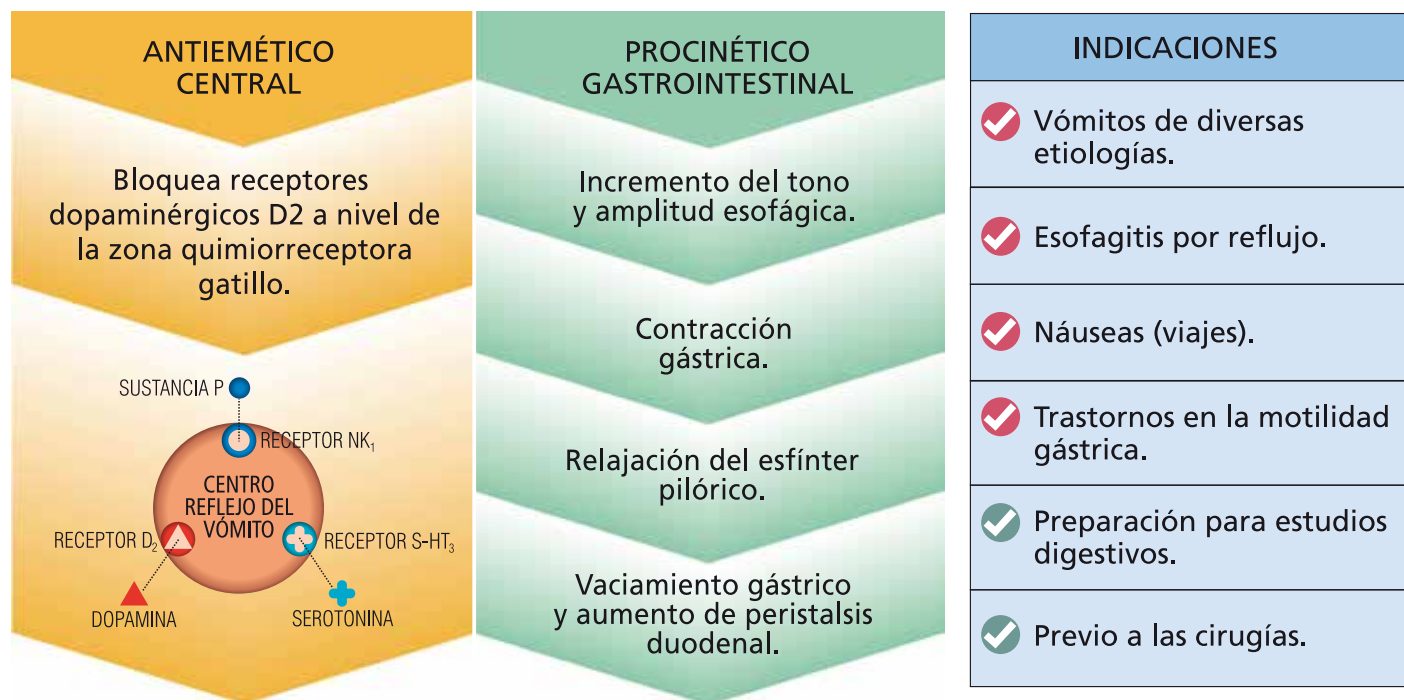 ANTIEMÉTICO
CENTRAL
Bloquea receptores
dopaminérgicos D2 a nivel de
la zona quimiorreceptora
gatillo.
SUSTANCIA P
RECEPTOR NK₁
CENTRO
REFLEJO DEL
VÓMITO
RECEPTOR D₂
RECEPTOR S-HT₃
DOPAMINA
SEROTONINA
PROCINÉTICO
GASTROINTESTINAL
Incremento del tono
y amplitud esofágica.
Contracción
gástrica.
Relajación del esfínter
pilórico.
Vaciamiento gástrico
y aumento de peristalsis
duodenal.
INDICACIONES
Vómitos de diversas
etiologías.
Esofagitis por reflujo.
Náuseas (viajes).
Trastornos en la motilidad
gástrica.
Preparación para estudios
digestivos.
Previo a las cirugías.